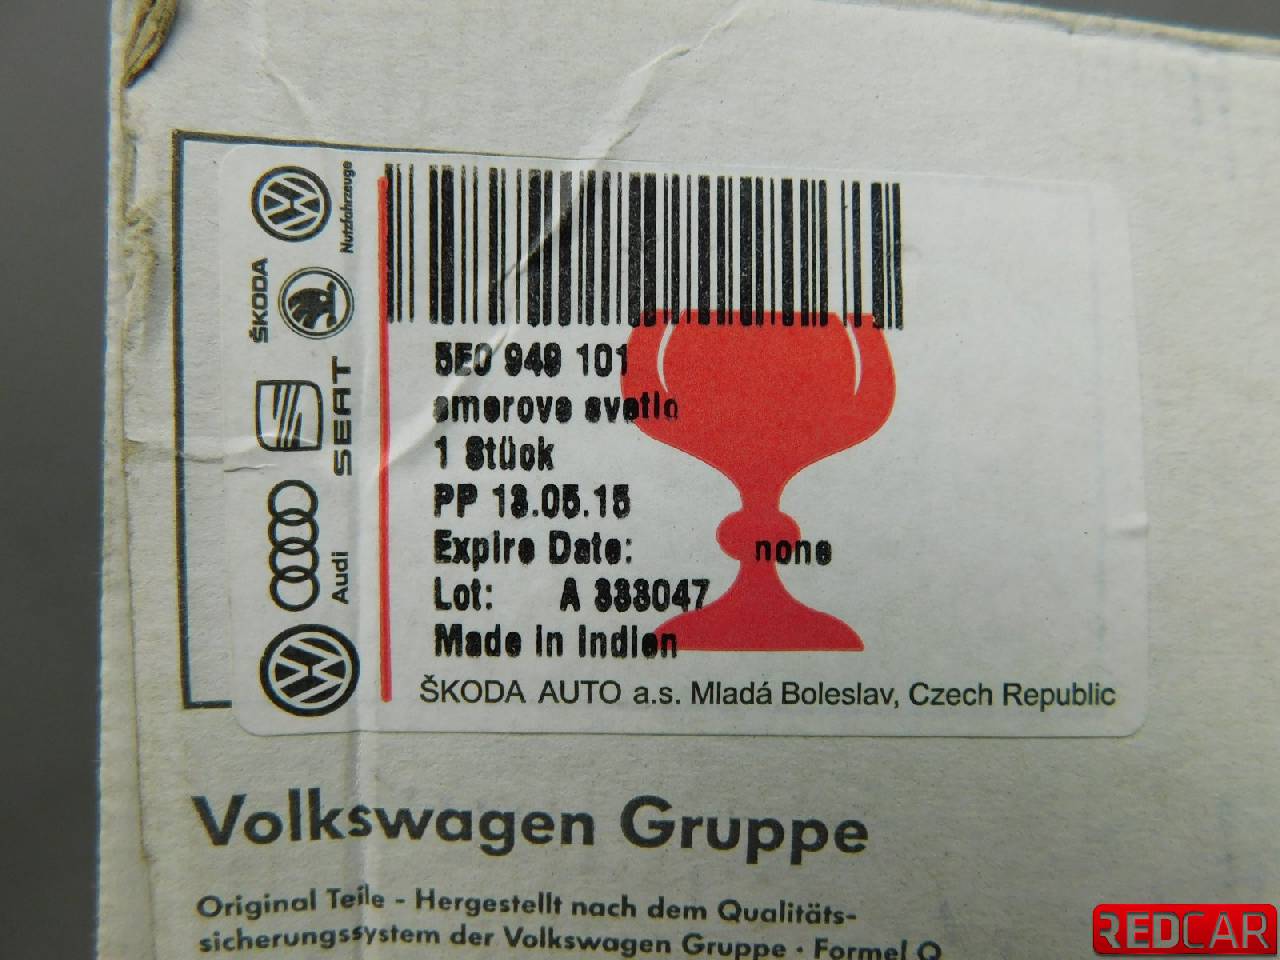 Nutzfahrzeuge
ŠKODA
SEAT
Audi
5E0 949 101
smerove svetlo
1 Stück
PP 13.05.15
Expire Date: none
Lot: A 333047
Made in Indien
ŠKODA AUTO a.s. Mladá Boleslav, Czech Republic
Volkswagen Gruppe
Original Teile - Hergestellt nach dem Qualitäts-
sicherungssystem der Volkswagen Gruppe · Formel Q
REDCAR